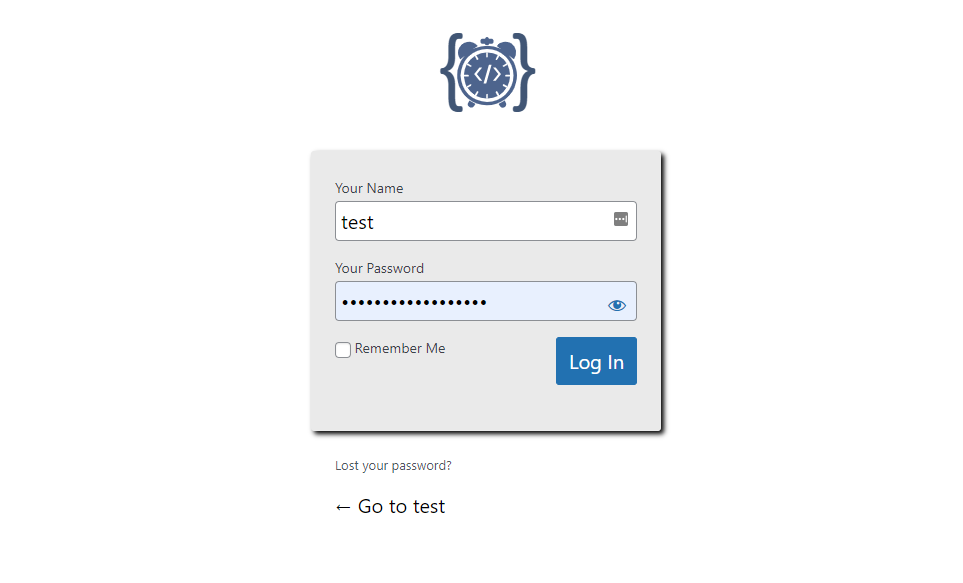 </>
Your Name
test
Your Password
••••••••••••••••••
Remember Me
Log In
Lost your password?
← Go to test